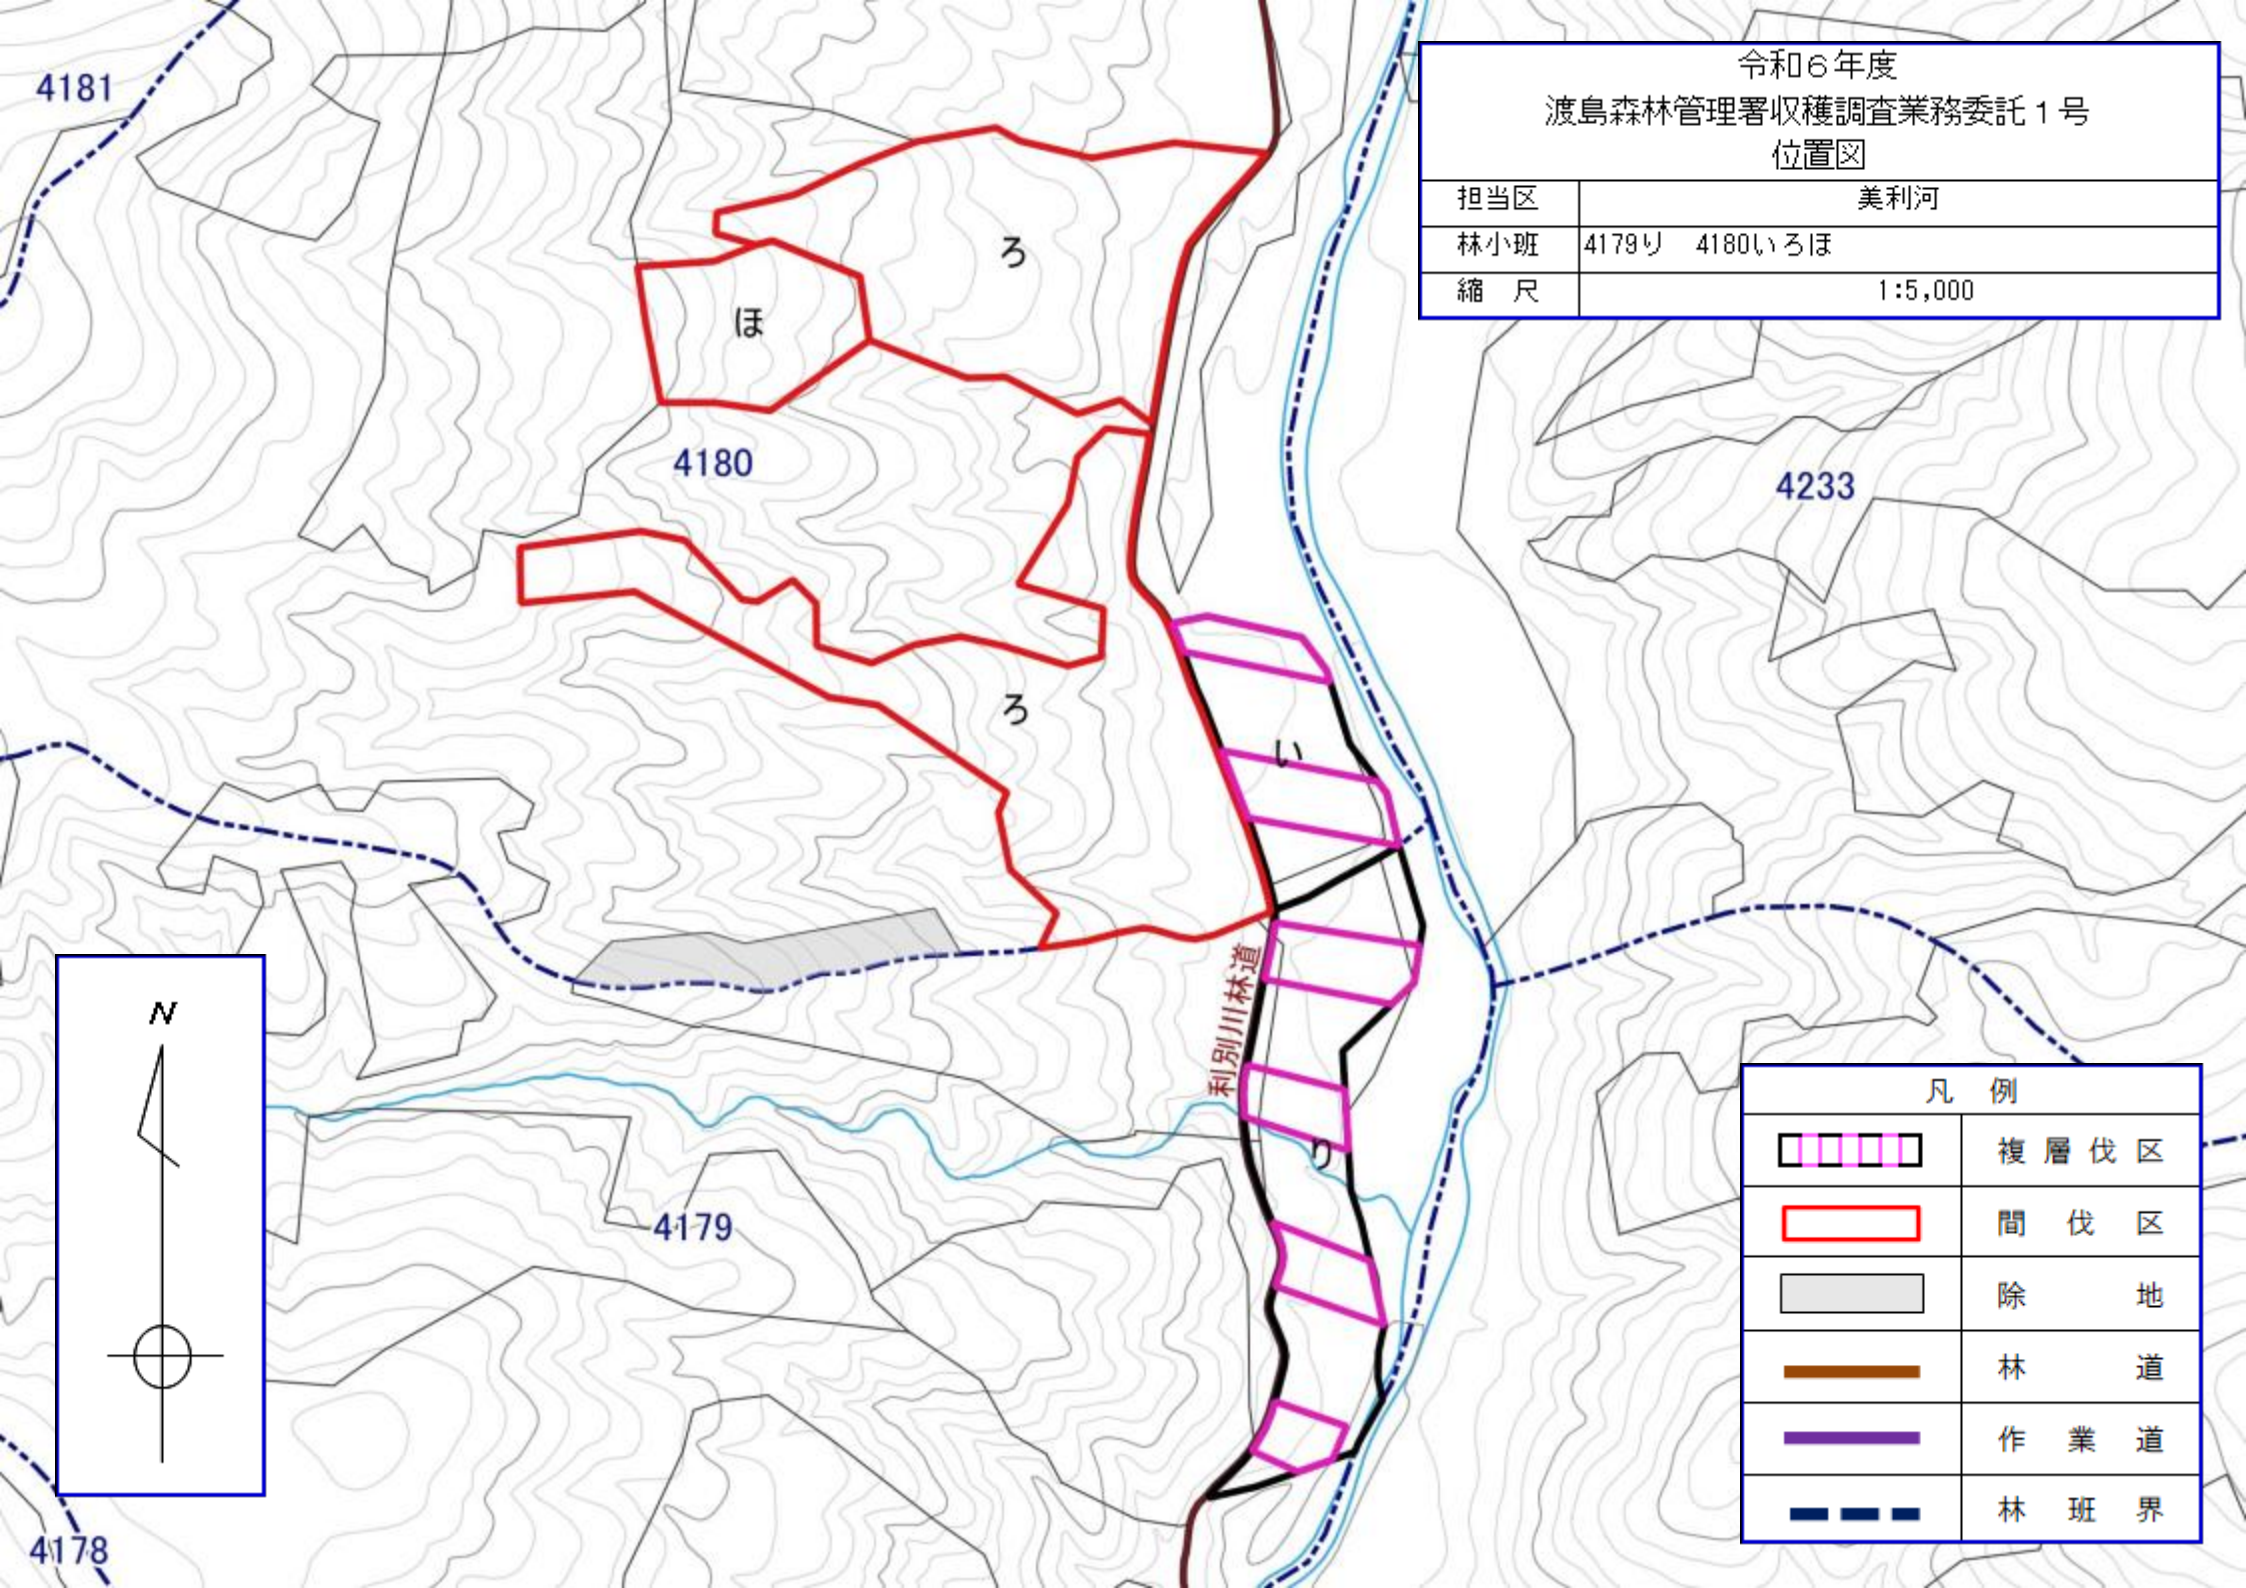 令和６年度
渡島森林管理署収穫調査業務委託１号
位置図
担当区 美利河
林小班 4179り 4180いろほ
縮尺 1:5,000
4181
ろ
ほ
4180
4233
ろ
い
利別川林道
り
4179
4178
N
凡例
複層伐区
間伐区
除地
林道
作業道
林班界